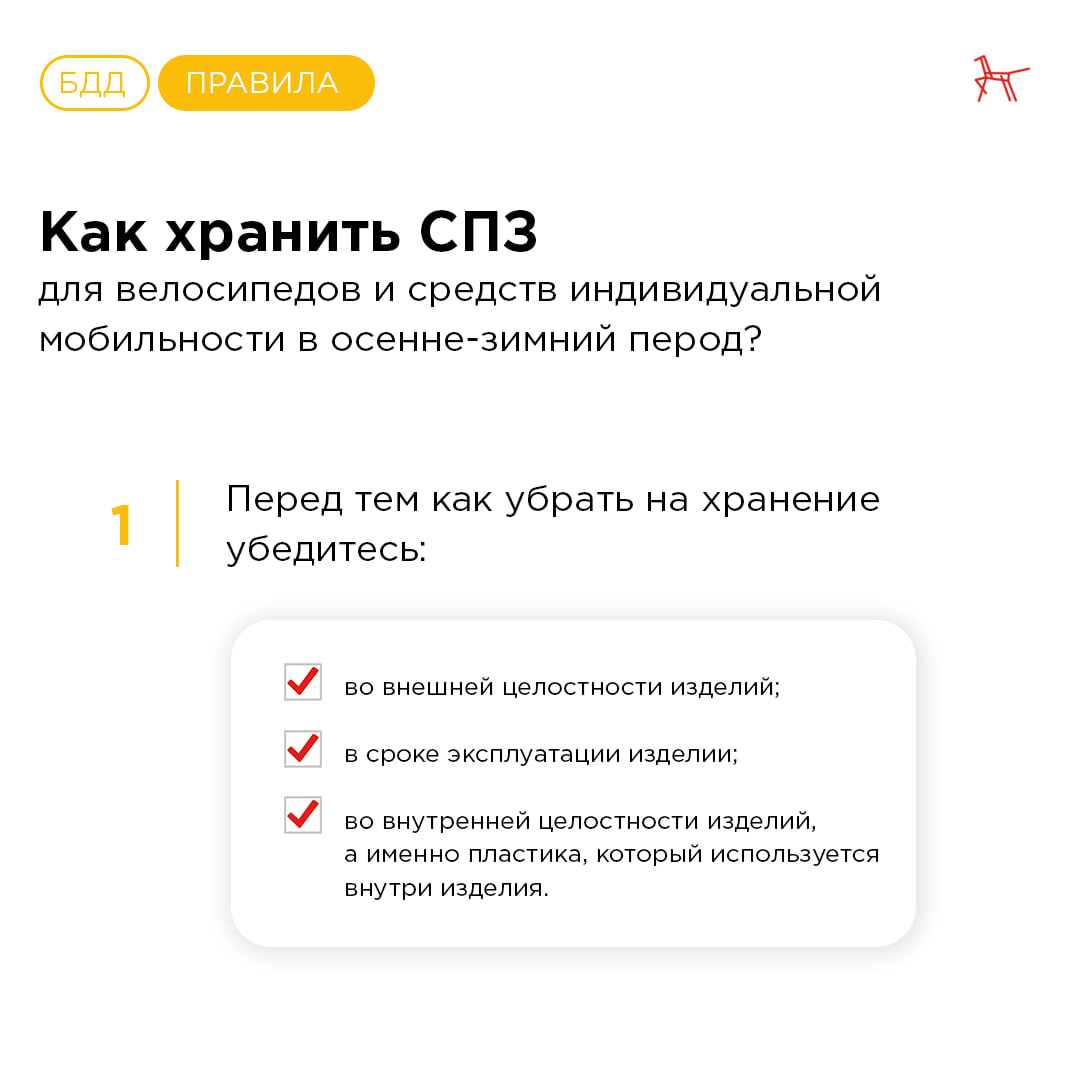 БДД
ПРАВИЛА
Как хранить СПЗ
для велосипедов и средств индивидуальной
мобильности в осенне-зимний перод?
1
Перед тем как убрать на хранение
убедитесь:
во внешней целостности изделий;
в сроке эксплуатации изделии;
во внутренней целостности изделий,
а именно пластика, который используется
внутри изделия.